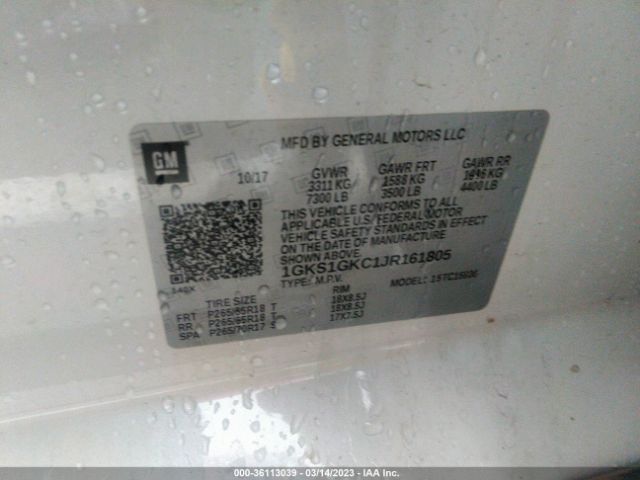 GM
MFD BY GENERAL MOTORS LLC
10/17 GVWR GAWR FRT GAWR RR
3311 KG 1588 KG 1996 KG
7300 LB 3500 LB 4400 LB
THIS VEHICLE CONFORMS TO ALL
APPLICABLE U.S. FEDERAL MOTOR
VEHICLE SAFETY STANDARDS IN EFFECT
ON THE DATE OF MANUFACTURE
SHOWN ABOVE.
1GKS1GKC1JR161805
TYPE: M.P.V. MODEL:
TIRE SIZE RIM
FRT P265/65R18 T 18X8.5J
RR P265/65R18 T 18X8.5J
SPA P265/70R17 S 17X7.5J
000-36113039 - 03/14/2023 - IAA Inc.